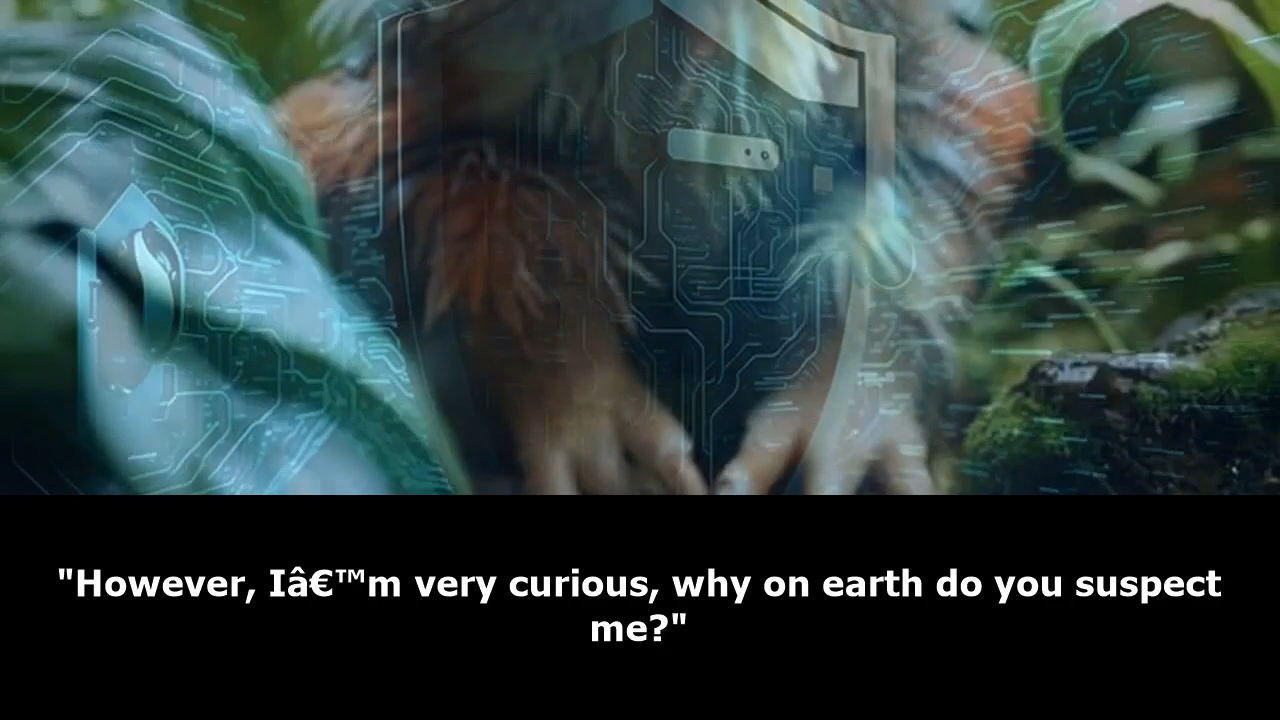 "However, Iâ€™m very curious, why on earth do you suspect
me?"